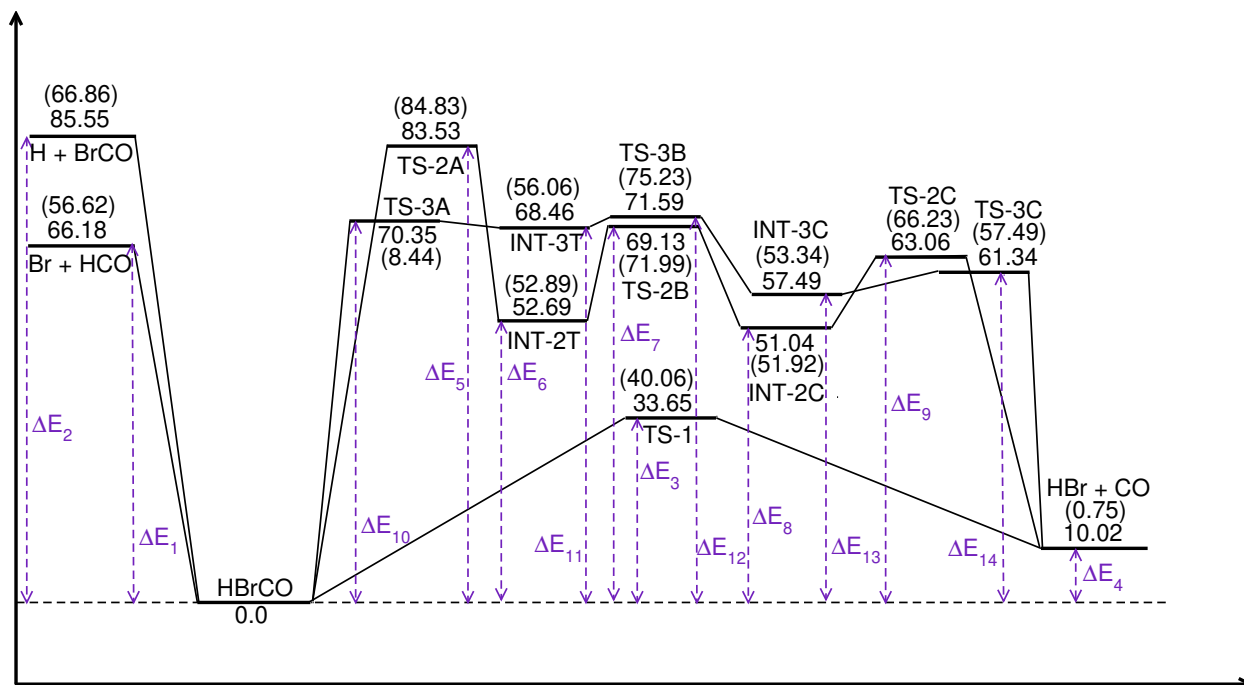 (66.86)
85.55
H + BrCO
(56.62)
66.18
Br + HCO
ΔE2
ΔE1
HBrCO
0.0
(84.83)
83.53
TS-2A
TS-3A
70.35
(8.44)
ΔE10
ΔE5
(56.06)
68.46
INT-3T
(52.89)
52.69
INT-2T
ΔE6
ΔE11
TS-3B
(75.23)
71.59
69.13
(71.99)
TS-2B
ΔE7
(40.06)
33.65
TS-1
ΔE3
ΔE12
INT-3C
(53.34)
57.49
51.04
(51.92)
INT-2C
ΔE8
ΔE13
TS-2C
(66.23)
63.06
ΔE9
TS-3C
(57.49)
61.34
ΔE14
HBr + CO
(0.75)
10.02
ΔE4